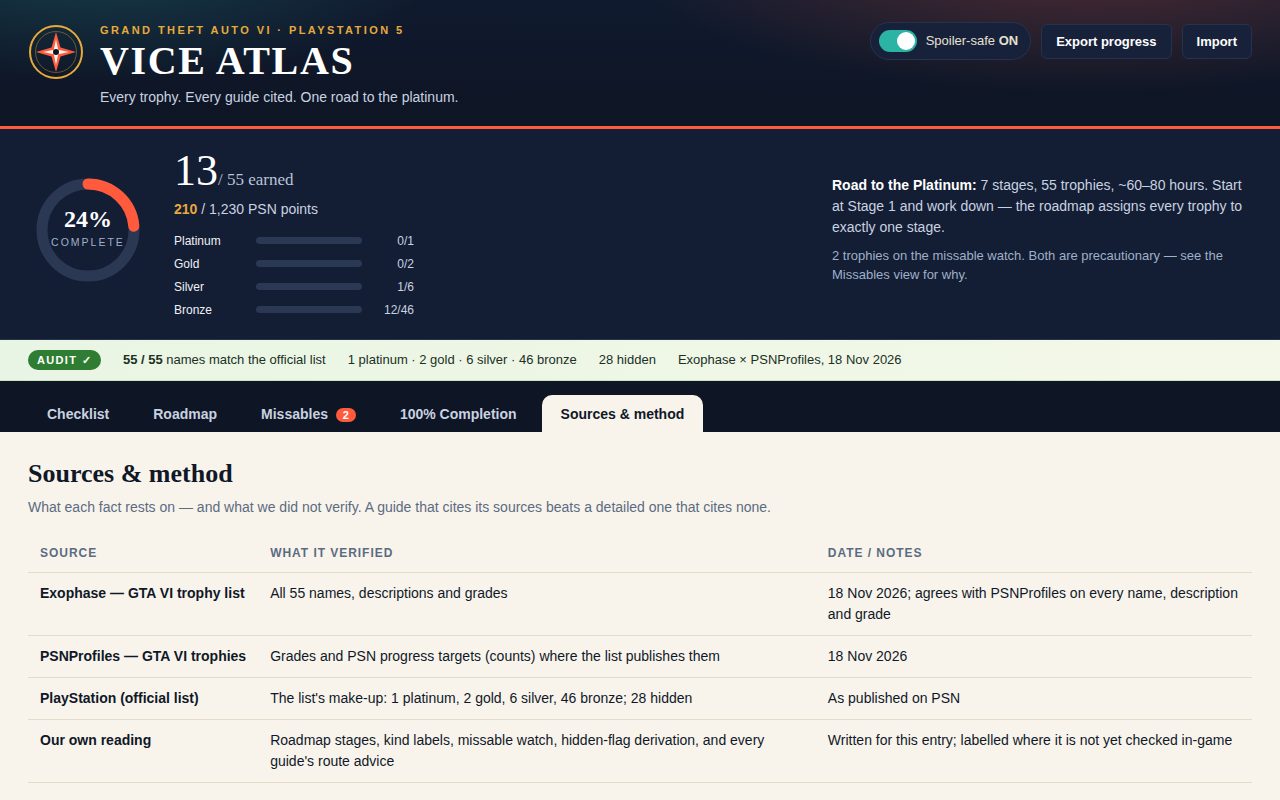 GRAND THEFT AUTO VI · PLAYSTATION 5
VICE ATLAS
Every trophy. Every guide cited. One road to the platinum.
Spoiler-safe ON
Export progress
Import
24%
COMPLETE
13 / 55 earned
210 / 1,230 PSN points
Platinum 0/1
Gold 0/2
Silver 1/6
Bronze 12/46
Road to the Platinum: 7 stages, 55 trophies, ~60–80 hours. Start
at Stage 1 and work down — the roadmap assigns every trophy to
exactly one stage.
2 trophies on the missable watch. Both are precautionary — see the
Missables view for why.
AUDIT ✓ 55 / 55 names match the official list 1 platinum · 2 gold · 6 silver · 46 bronze 28 hidden Exophase × PSNProfiles, 18 Nov 2026
Checklist Roadmap Missables 2 100% Completion Sources & method
Sources & method
What each fact rests on — and what we did not verify. A guide that cites its sources beats a detailed one that cites none.
SOURCE WHAT IT VERIFIED DATE / NOTES
Exophase — GTA VI trophy list All 55 names, descriptions and grades 18 Nov 2026; agrees with PSNProfiles on every name, description
and grade
PSNProfiles — GTA VI trophies Grades and PSN progress targets (counts) where the list publishes them 18 Nov 2026
PlayStation (official list) The list's make-up: 1 platinum, 2 gold, 6 silver, 46 bronze; 28 hidden As published on PSN
Our own reading Roadmap stages, kind labels, missable watch, hidden-flag derivation, and every Written for this entry; labelled where it is not yet checked in-game
guide's route advice